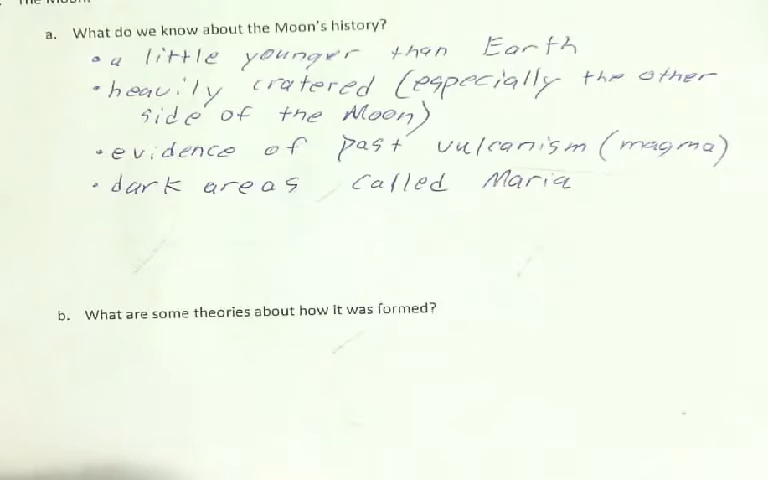 The Moon
a. What do we know about the Moon's history?
• a little younger than Earth
• heavily cratered (especially the other
side of the Moon)
• evidence of past vulcanism (magma)
• dark areas called Maria
b. What are some theories about how it was formed?